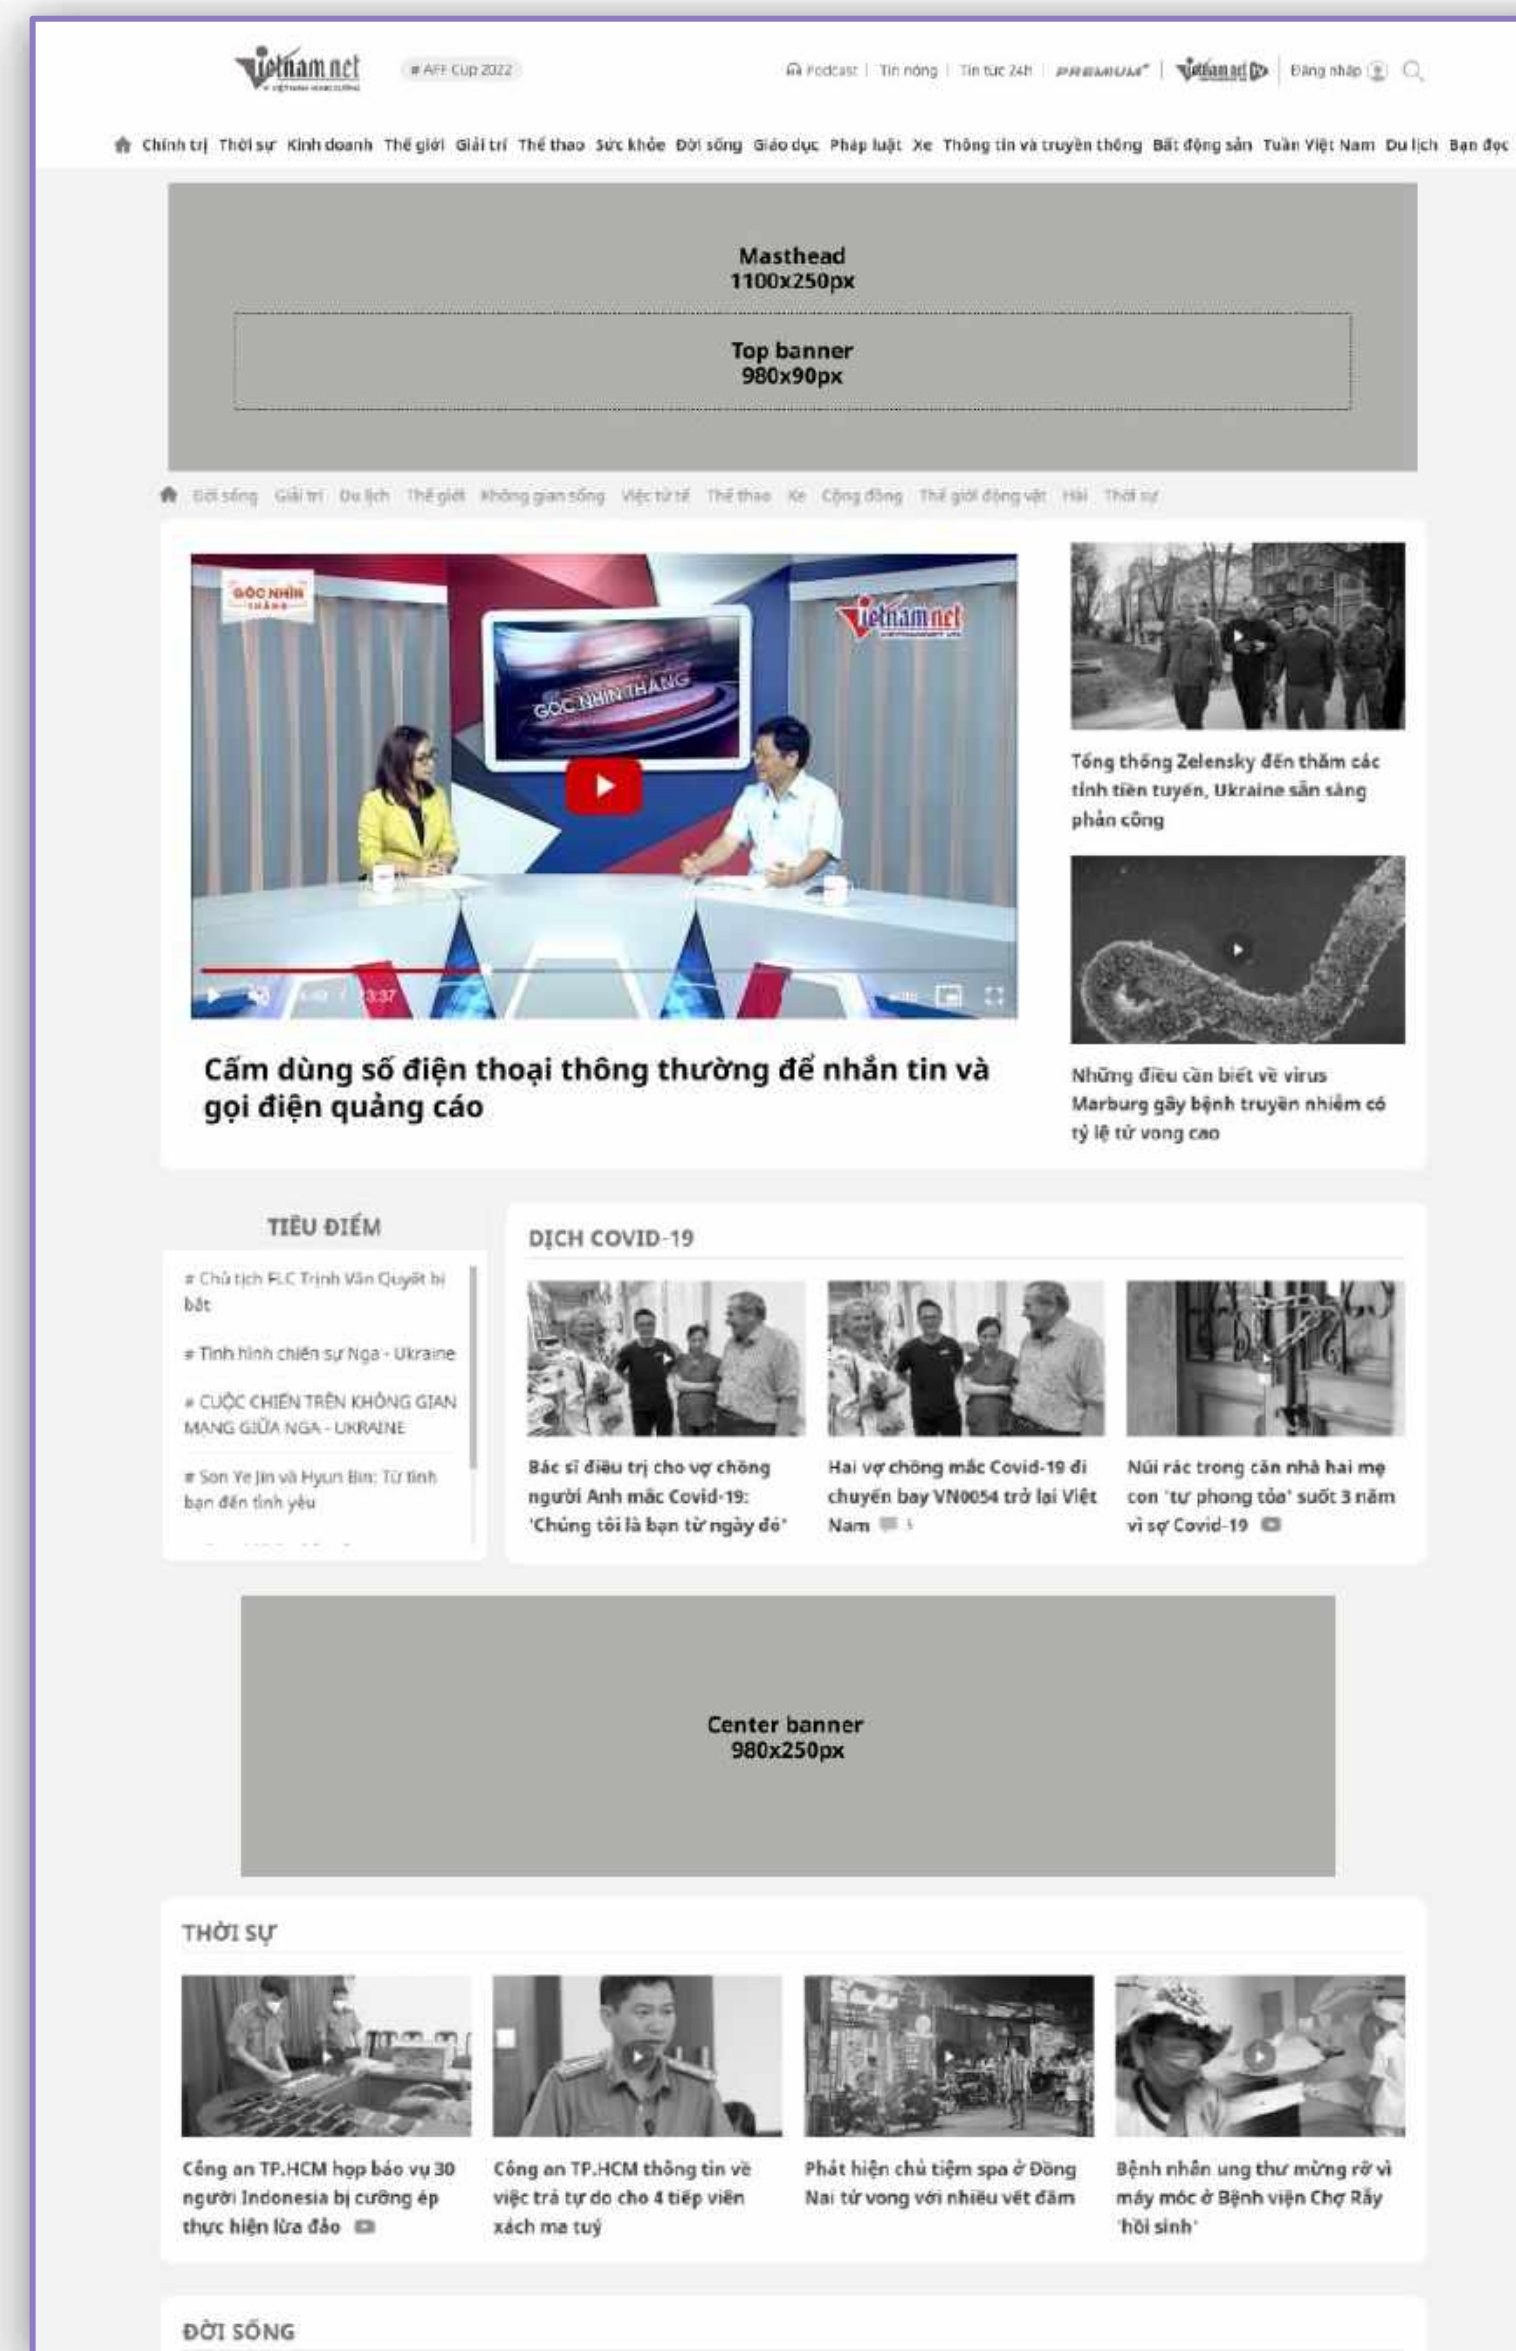 Vietnamnet
# AFF Cup 2022
Podcast | Tin nóng | Tin tức 24h | PREMIUM+ | Vietnamnet | Đăng nhập
Chính trị Thời sự Kinh doanh Thế giới Giải trí Thể thao Sức khỏe Đời sống Giáo dục Pháp luật Xe Thông tin và truyền thông Bất động sản Tuần Việt Nam Du lịch Bạn đọc
Masthead
1100x250px
Top banner
980x90px
Đời sống Giải trí Du lịch Thế giới Không gian sống Việc tử tế Thể thao Xe Cộng đồng Thế giới động vật Hài Thời sự
GÓC NHÌN
THẲNG
Vietnamnet
GÓC NHÌN THẲNG
13:37
Cấm dùng số điện thoại thông thường để nhắn tin và
gọi điện quảng cáo
Tổng thống Zelensky đến thăm các
tỉnh tiền tuyến, Ukraine sẵn sàng
phản công
Những điều cần biết về virus
Marburg gây bệnh truyền nhiễm có
tỷ lệ tử vong cao
TIÊU ĐIỂM
# Chủ tịch FLC Trịnh Văn Quyết bị
bắt
# Tình hình chiến sự Nga - Ukraine
# CUỘC CHIẾN TRÊN KHÔNG GIAN
MẠNG GIỮA NGA - UKRAINE
# Son Ye Jin và Hyun Bin: Từ tình
bạn đến tình yêu
DỊCH COVID-19
Bác sĩ điều trị cho vợ chồng
người Anh mắc Covid-19:
'Chúng tôi là bạn từ ngày đó'
Hai vợ chồng mắc Covid-19 đi
chuyến bay VN0054 trở lại Việt
Nam
Núi rác trong căn nhà hai mẹ
con 'tự phong tỏa' suốt 3 năm
vì sợ Covid-19
Center banner
980x250px
THỜI SỰ
Công an TP.HCM họp báo vụ 30
người Indonesia bị cưỡng ép
thực hiện lừa đảo
Công an TP.HCM thông tin về
việc trả tự do cho 4 tiếp viên
xách ma tuý
Phát hiện chủ tiệm spa ở Đồng
Nai tử vong với nhiều vết đâm
Bệnh nhân ung thư mừng rỡ vì
máy móc ở Bệnh viện Chợ Rẫy
'hồi sinh'
ĐỜI SỐNG